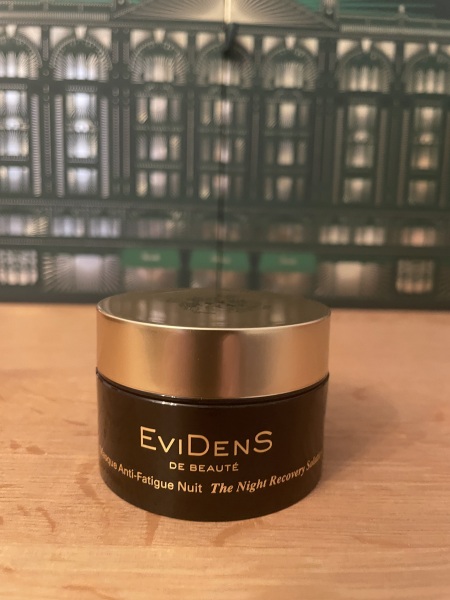 EviDenS
DE BEAUTÉ
Anti-Fatigue Nuit The Night Recovery